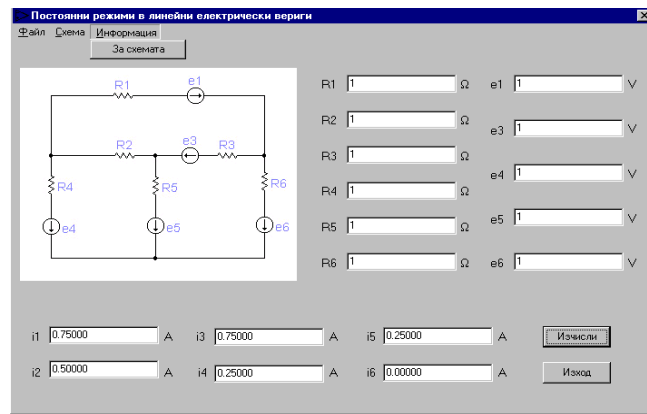 Постоянни режими в линейни електрически вериги
Файл Схема Информация
За схемата
R1 e1
R2 e3 R3
R4 R5 R6
e4 e5 e6
R1 1 Ω e1 1 V
R2 1 Ω e3 1 V
R3 1 Ω e4 1 V
R4 1 Ω e5 1 V
R5 1 Ω e6 1 V
R6 1 Ω
i1 0.75000 A i3 0.75000 A i5 0.25000 A Изчисли
i2 0.50000 A i4 0.25000 A i6 0.00000 A Изход